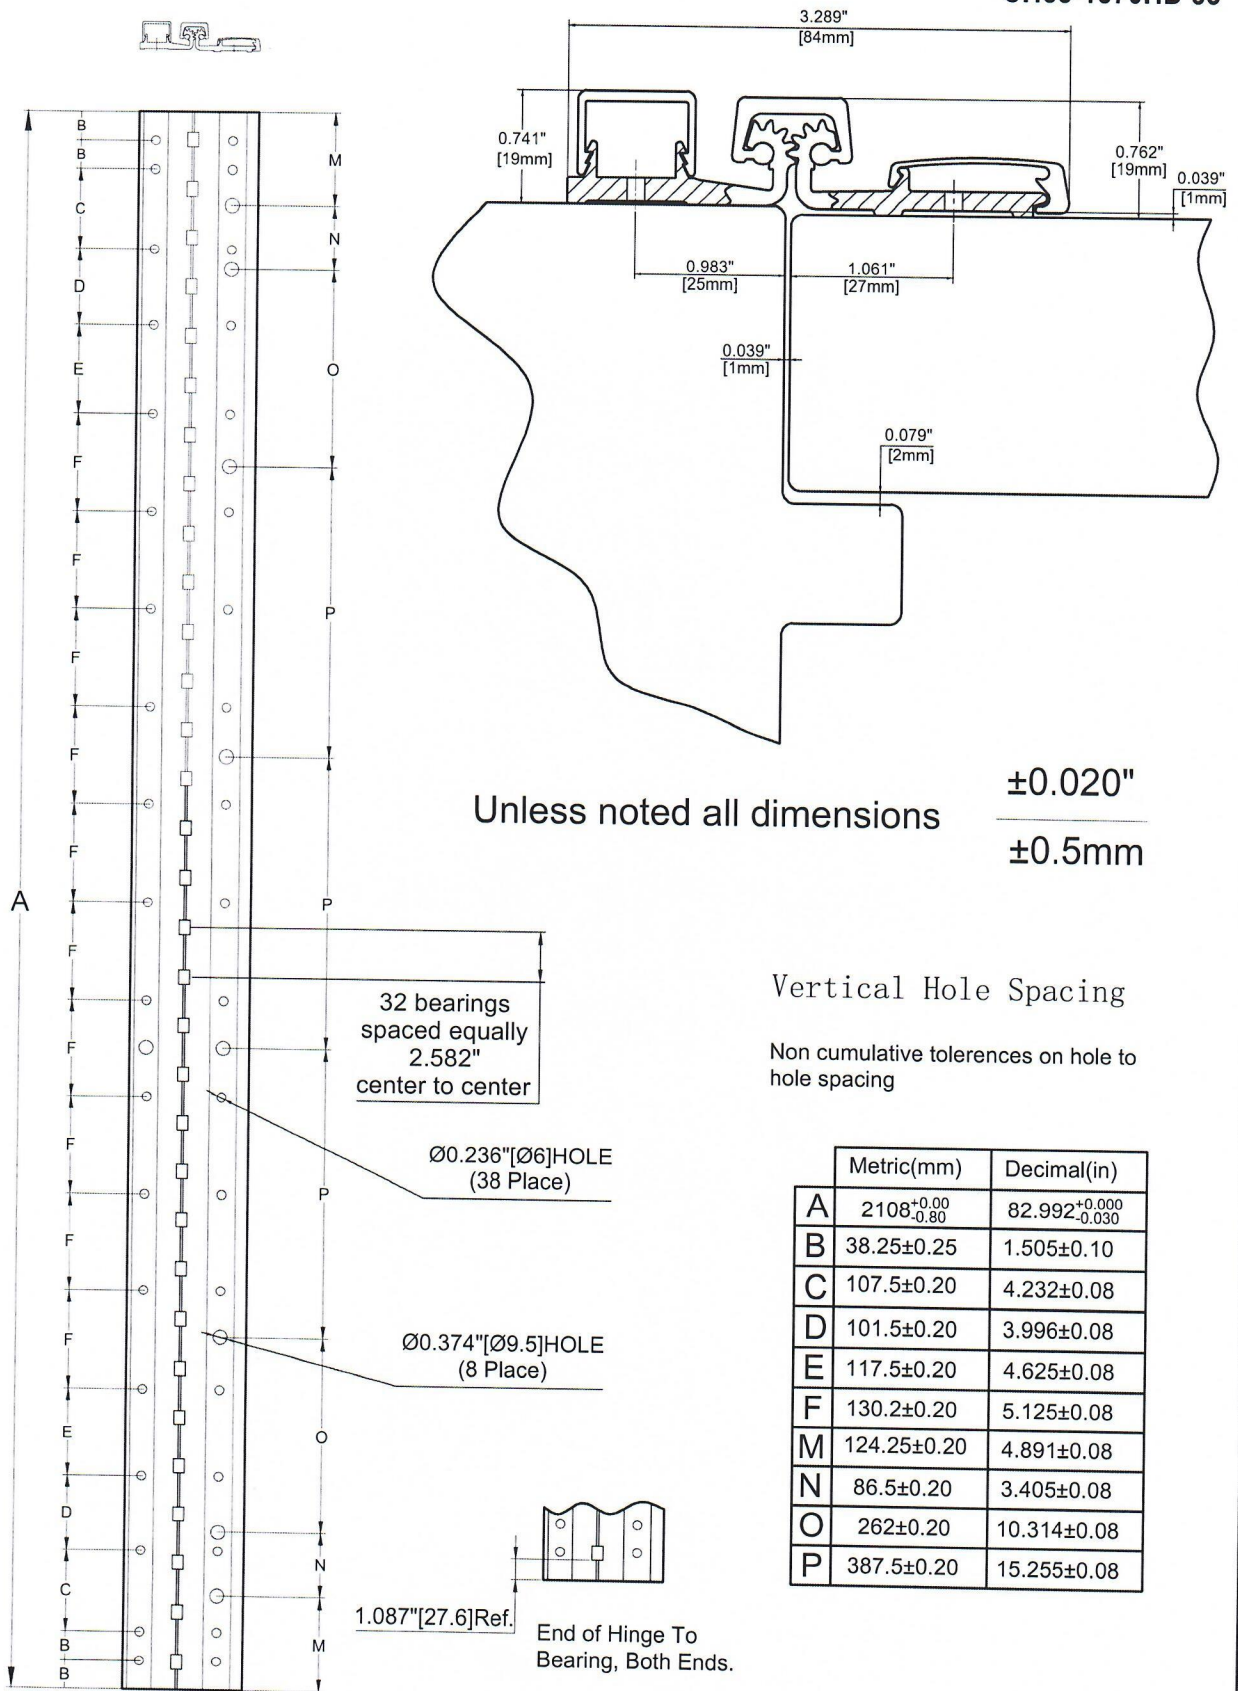 3.289"
[84mm]
0.741"
[19mm]
0.762"
[19mm]
0.039"
[1mm]
0.983"
[25mm]
1.061"
[27mm]
0.039"
[1mm]
0.079"
[2mm]
A
B
B
C
D
E
F
F
F
F
F
F
F
F
F
F
E
D
C
B
B
M
N
O
P
P
P
O
N
M
Unless noted all dimensions
±0.020"
±0.5mm
32 bearings
spaced equally
2.582"
center to center
Ø0.236"[Ø6]HOLE
(38 Place)
Ø0.374"[Ø9.5]HOLE
(8 Place)
1.087"[27.6]Ref.
End of Hinge To
Bearing, Both Ends.
Vertical Hole Spacing
Non cumulative tolerences on hole to
hole spacing
Metric(mm) Decimal(in)
A 2108+0.00-0.80 82.992+0.000-0.030
B 38.25±0.25 1.505±0.10
C 107.5±0.20 4.232±0.08
D 101.5±0.20 3.996±0.08
E 117.5±0.20 4.625±0.08
F 130.2±0.20 5.125±0.08
M 124.25±0.20 4.891±0.08
N 86.5±0.20 3.405±0.08
O 262±0.20 10.314±0.08
P 387.5±0.20 15.255±0.08